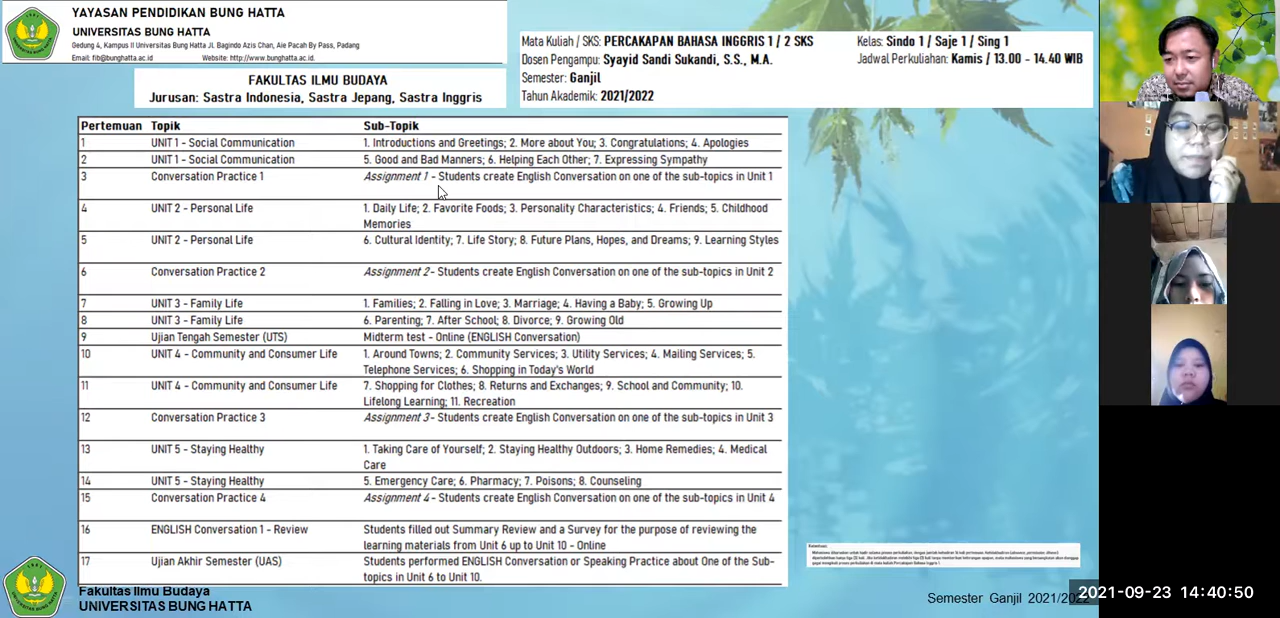 YAYASAN PENDIDIKAN BUNG HATTA
UNIVERSITAS BUNG HATTA
Gedung 4, Kampus II Universitas Bung Hatta Jl. Bagindo Azis Chan, Aie Pacah By Pass, Padang
Email: fib@bunghatta.ac.id Website: http://www.bunghatta.ac.id.
FAKULTAS ILMU BUDAYA
Jurusan: Sastra Indonesia, Sastra Jepang, Sastra Inggris
Mata Kuliah / SKS: PERCAKAPAN BAHASA INGGRIS 1 / 2 SKS
Dosen Pengampu: Syayid Sandi Sukandi, S.S., M.A.
Semester: Ganjil
Tahun Akademik: 2021/2022
Kelas: Sindo 1 / Saje 1 / Sing 1
Jadwal Perkuliahan: Kamis / 13.00 - 14.40 WIB
Pertemuan Topik Sub-Topik
1 UNIT 1 - Social Communication 1. Introductions and Greetings; 2. More about You; 3. Congratulations; 4. Apologies
2 UNIT 1 - Social Communication 5. Good and Bad Manners; 6. Helping Each Other; 7. Expressing Sympathy
3 Conversation Practice 1 Assignment 1 - Students create English Conversation on one of the sub-topics in Unit 1
4 UNIT 2 - Personal Life 1. Daily Life; 2. Favorite Foods; 3. Personality Characteristics; 4. Friends; 5. Childhood
Memories
5 UNIT 2 - Personal Life 6. Cultural Identity; 7. Life Story; 8. Future Plans, Hopes, and Dreams; 9. Learning Styles
6 Conversation Practice 2 Assignment 2 - Students create English Conversation on one of the sub-topics in Unit 2
7 UNIT 3 - Family Life 1. Families; 2. Falling in Love; 3. Marriage; 4. Having a Baby; 5. Growing Up
8 UNIT 3 - Family Life 6. Parenting; 7. After School; 8. Divorce; 9. Growing Old
9 Ujian Tengah Semester (UTS) Midterm test - Online (ENGLISH Conversation)
10 UNIT 4 - Community and Consumer Life 1. Around Towns; 2. Community Services; 3. Utility Services; 4. Mailing Services; 5.
Telephone Services; 6. Shopping in Today's World
11 UNIT 4 - Community and Consumer Life 7. Shopping for Clothes; 8. Returns and Exchanges; 9. School and Community; 10.
Lifelong Learning; 11. Recreation
12 Conversation Practice 3 Assignment 3 - Students create English Conversation on one of the sub-topics in Unit 3
13 UNIT 5 - Staying Healthy 1. Taking Care of Yourself; 2. Staying Healthy Outdoors; 3. Home Remedies; 4. Medical
Care
14 UNIT 5 - Staying Healthy 5. Emergency Care; 6. Pharmacy; 7. Poisons; 8. Counseling
15 Conversation Practice 4 Assignment 4 - Students create English Conversation on one of the sub-topics in Unit 4
16 ENGLISH Conversation 1 - Review Students filled out Summary Review and a Survey for the purpose of reviewing the
learning materials from Unit 6 up to Unit 10 - Online
17 Ujian Akhir Semester (UAS) Students performed ENGLISH Conversation or Speaking Practice about One of the Sub-
topics in Unit 6 to Unit 10.
Fakultas Ilmu Budaya
UNIVERSITAS BUNG HATTA
Semester Ganjil 2021/2022
2021-09-23 14:40:50